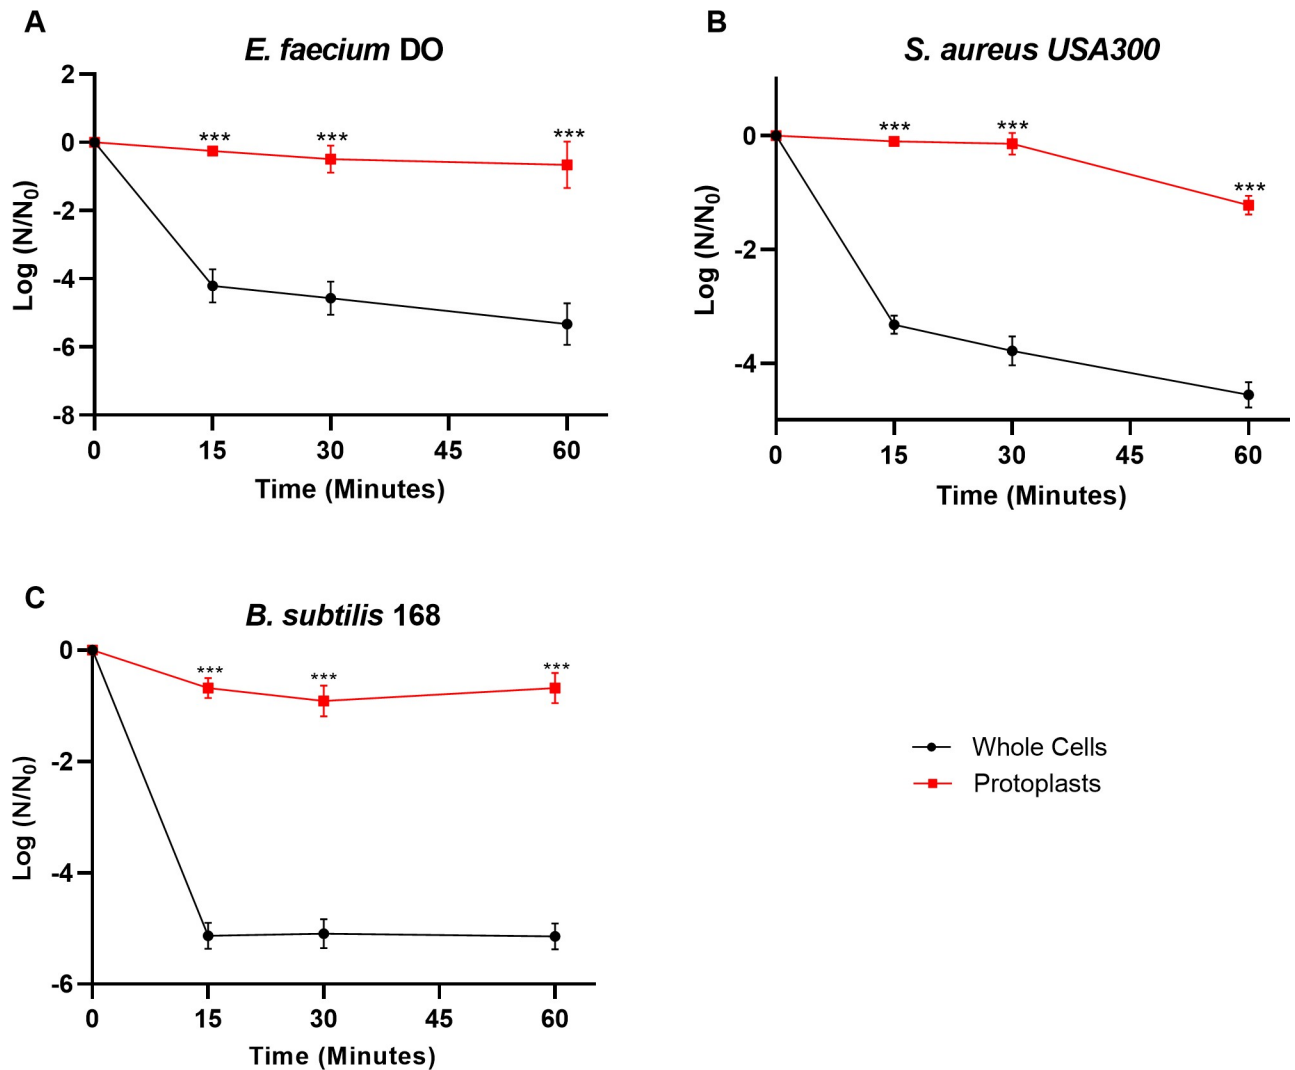 A
E. faecium DO
2
0
-2
-4
-6
-8
Log (N/N0)
*** *** ***
0 15 30 45 60
Time (Minutes)
B
S. aureus USA300
0
-2
-4
Log (N/N0)
*** *** ***
0 15 30 45 60
Time (Minutes)
C
B. subtilis 168
0
-2
-4
-6
Log (N/N0)
*** *** ***
0 15 30 45 60
Time (Minutes)
Whole Cells
Protoplasts